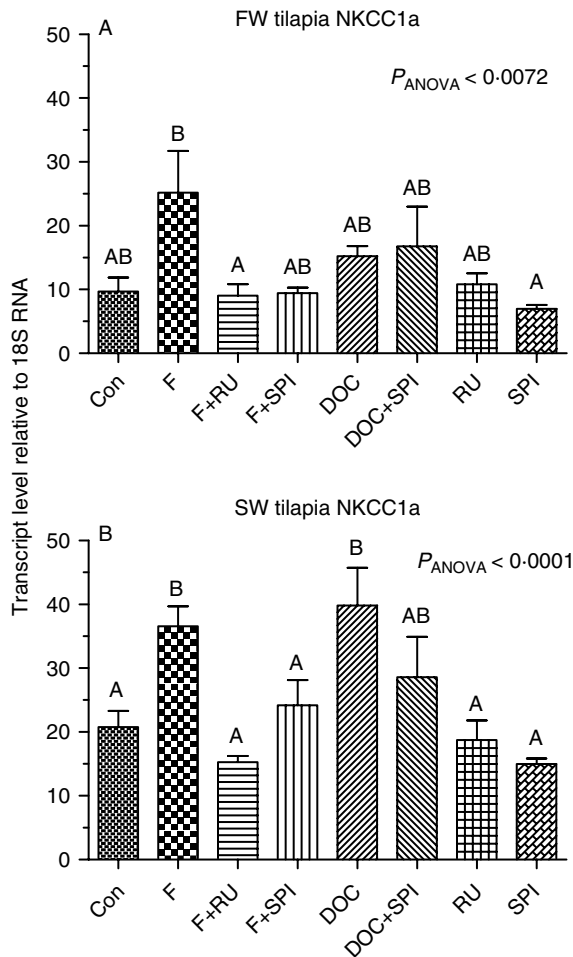 Transcript level relative to 18S RNA
A
FW tilapia NKCC1a
P_ANOVA < 0·0072
50
40
30
20
10
0
AB
B
A
AB
AB
AB
AB
A
Con
F
F+RU
F+SPI
DOC
DOC+SPI
RU
SPI
B
SW tilapia NKCC1a
P_ANOVA < 0·0001
50
40
30
20
10
0
A
B
A
A
B
AB
A
A
Con
F
F+RU
F+SPI
DOC
DOC+SPI
RU
SPI